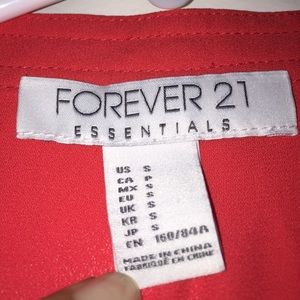 FOREVER 21
ESSENTIALS
US S
CA P
MX S
EU S
UK S
KR S
JP S
CN 160/84A
MADE IN CHINA
FABRIQUÉ EN CHINE